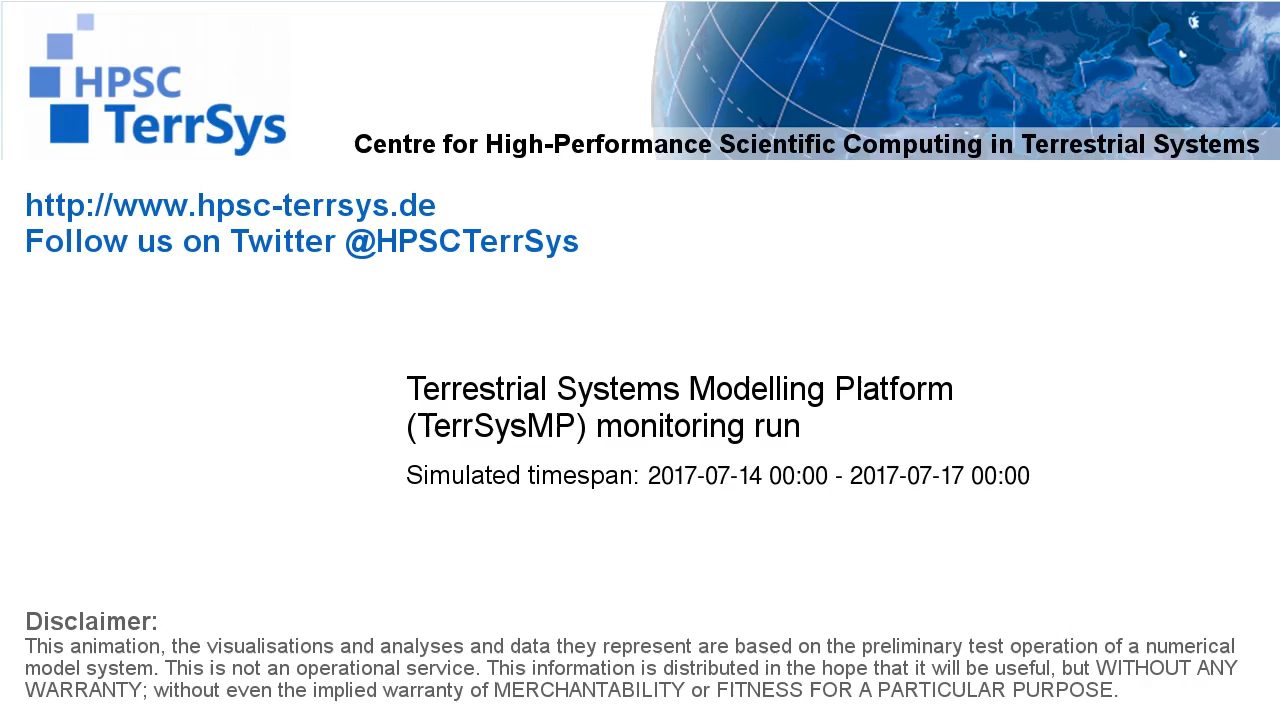 HPSC
TerrSys
Centre for High-Performance Scientific Computing in Terrestrial Systems
http://www.hpsc-terrsys.de
Follow us on Twitter @HPSCTerrSys
Terrestrial Systems Modelling Platform
(TerrSysMP) monitoring run
Simulated timespan: 2017-07-14 00:00 - 2017-07-17 00:00
Disclaimer:
This animation, the visualisations and analyses and data they represent are based on the preliminary test operation of a numerical
model system. This is not an operational service. This information is distributed in the hope that it will be useful, but WITHOUT ANY
WARRANTY; without even the implied warranty of MERCHANTABILITY or FITNESS FOR A PARTICULAR PURPOSE.